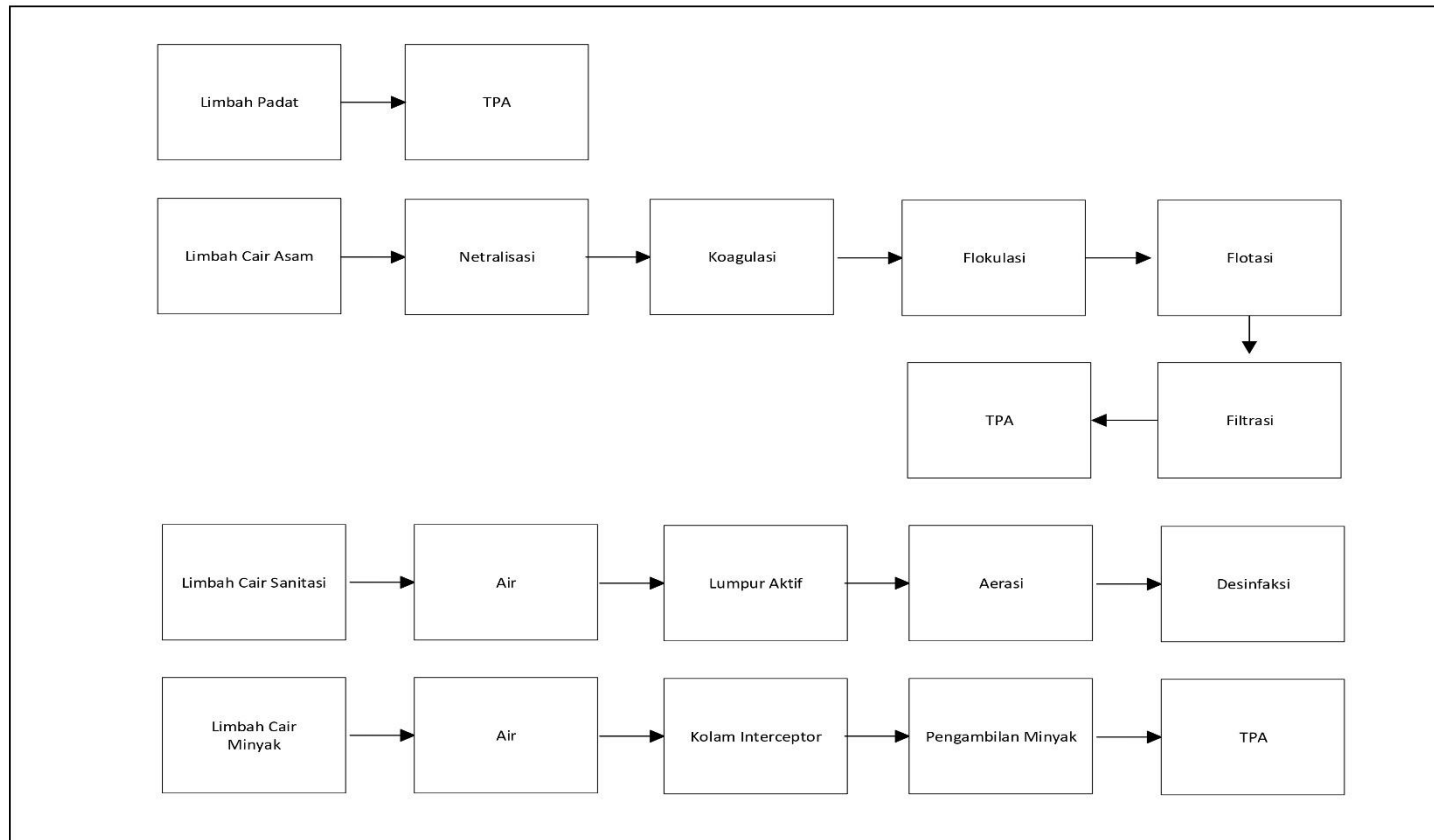 Limbah Padat
TPA
Limbah Cair Asam
Netralisasi
Koagulasi
Flokulasi
Flotasi
TPA
Filtrasi
Limbah Cair Sanitasi
Air
Lumpur Aktif
Aerasi
Desinfaksi
Limbah Cair
Minyak
Air
Kolam Interceptor
Pengambilan Minyak
TPA